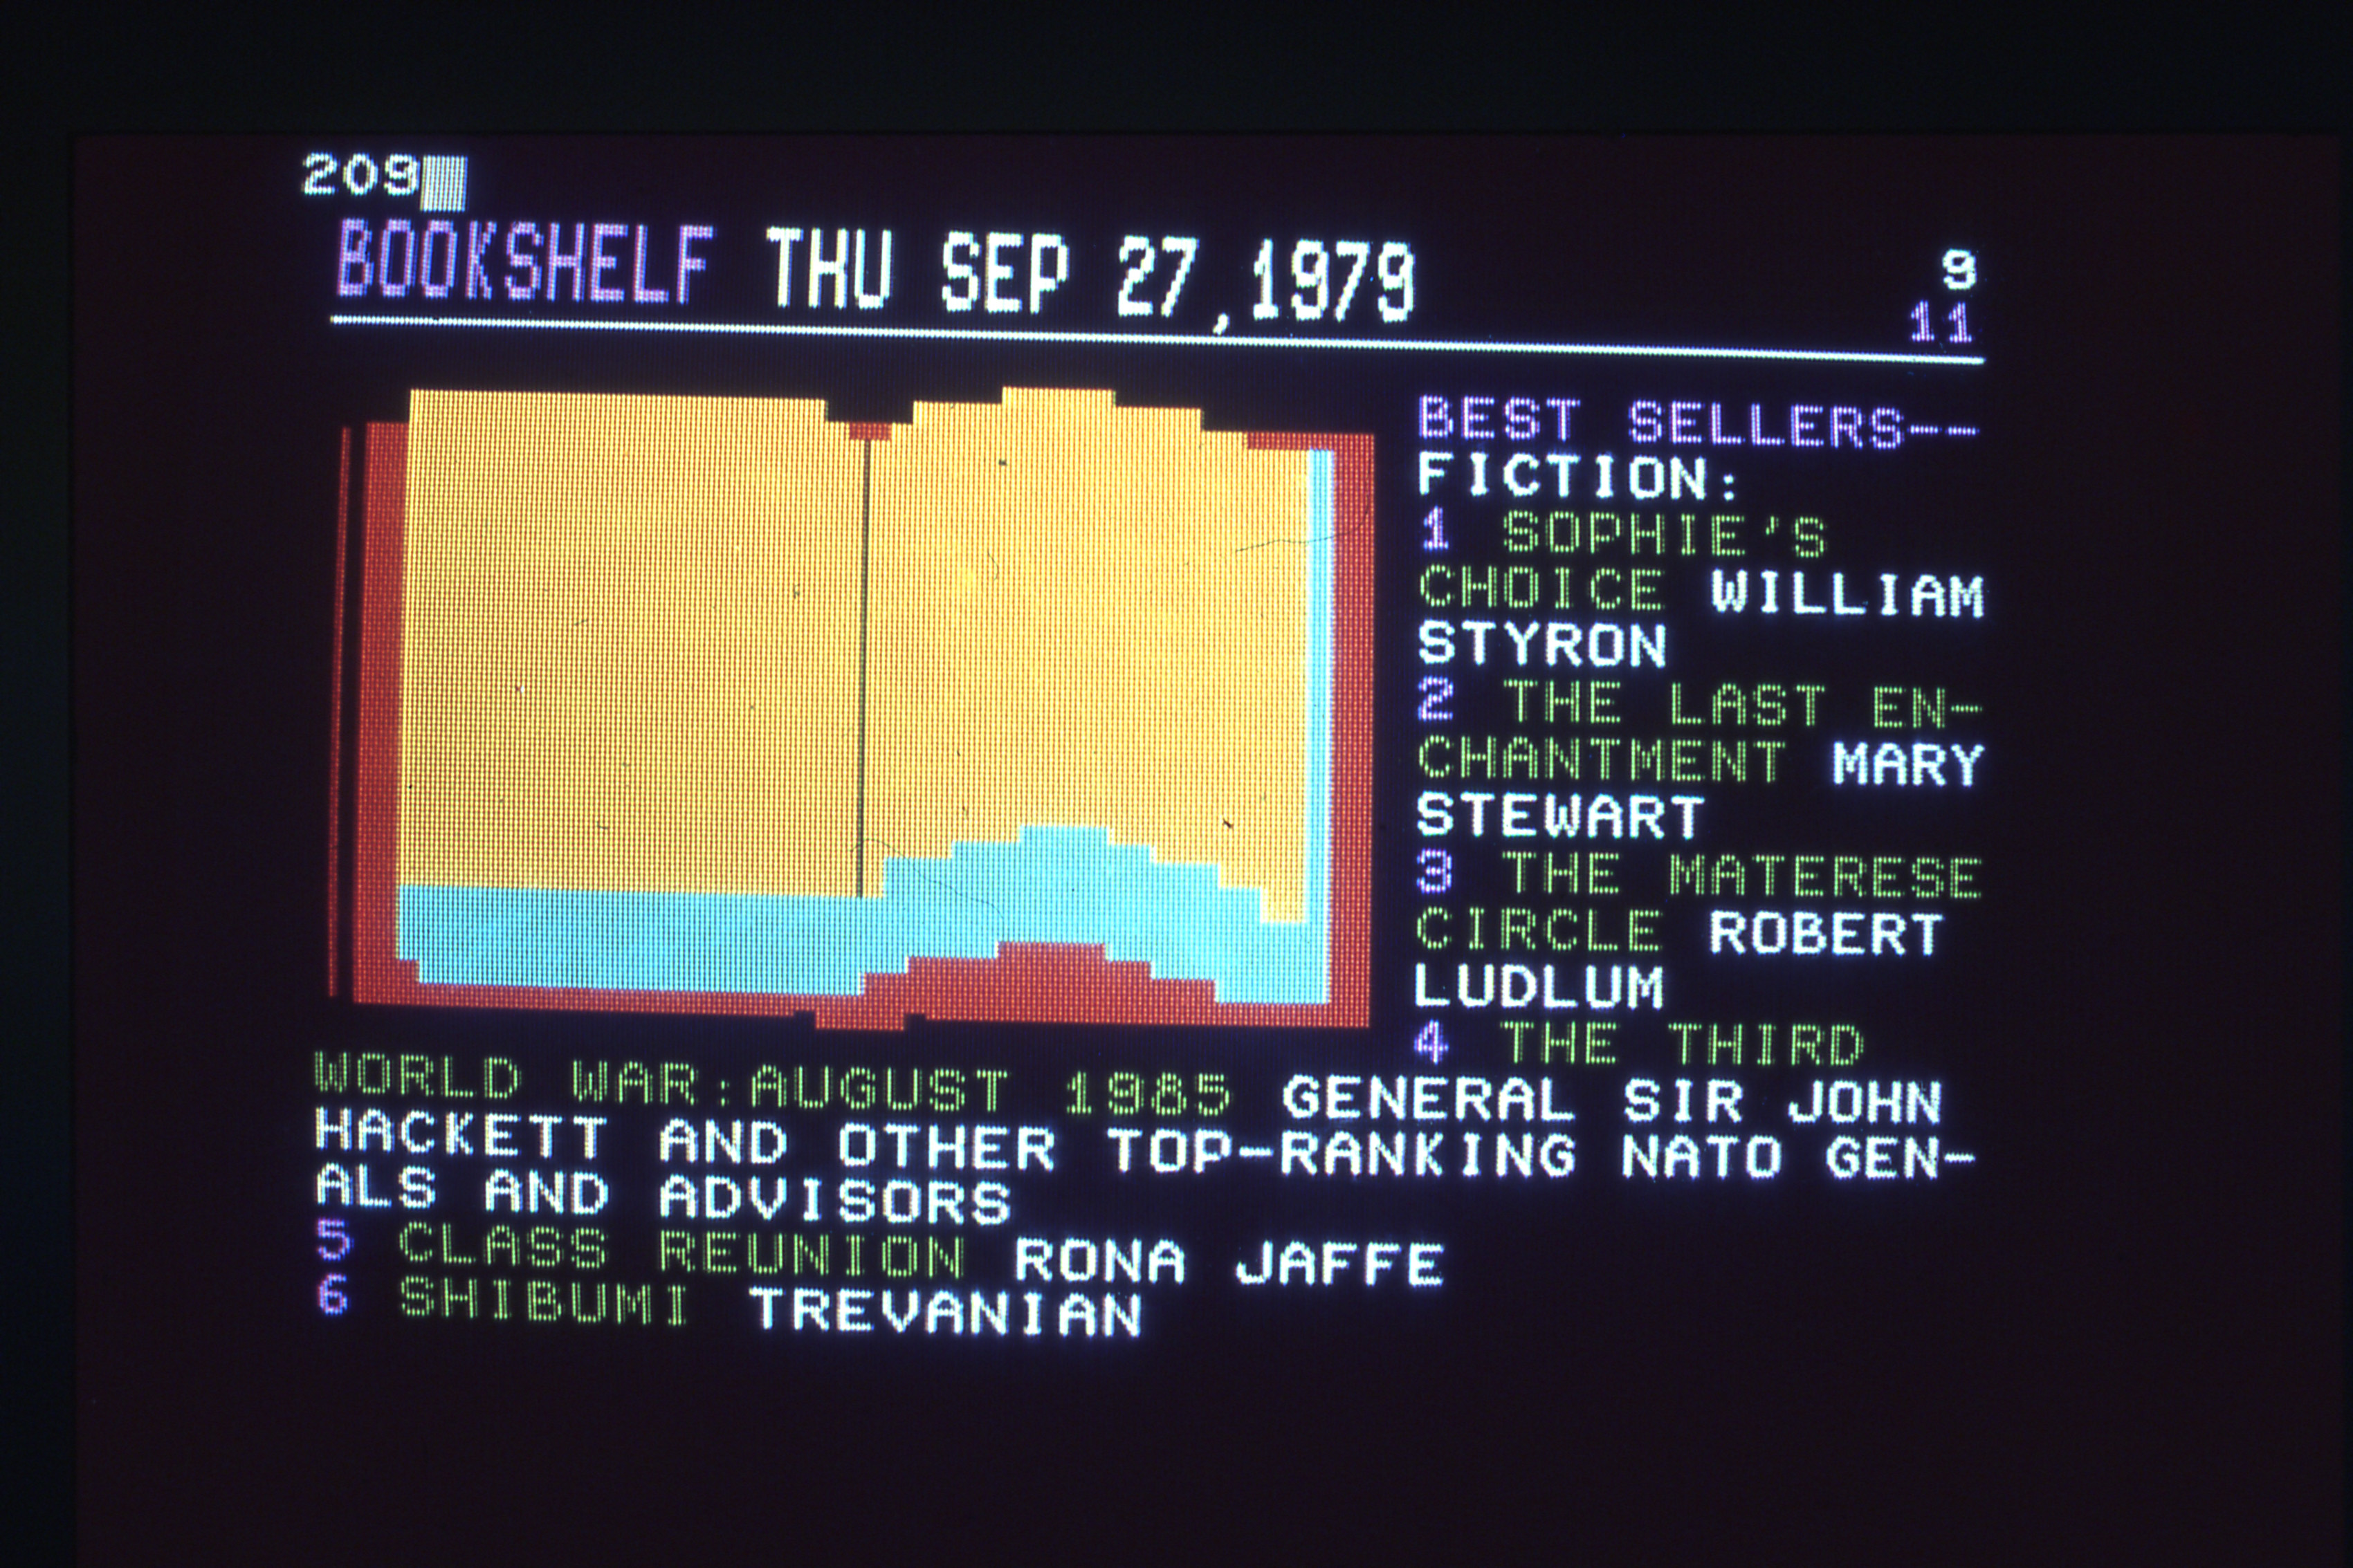 209
BOOKSHELF THU SEP 27,1979 9
11
BEST SELLERS--
FICTION:
1 SOPHIE'S
CHOICE WILLIAM
STYRON
2 THE LAST EN-
CHANTMENT MARY
STEWART
3 THE MATERESE
CIRCLE ROBERT
LUDLUM
4 THE THIRD
WORLD WAR:AUGUST 1985 GENERAL SIR JOHN
HACKETT AND OTHER TOP-RANKING NATO GEN-
ALS AND ADVISORS
5 CLASS REUNION RONA JAFFE
6 SHIBUMI TREVANIAN